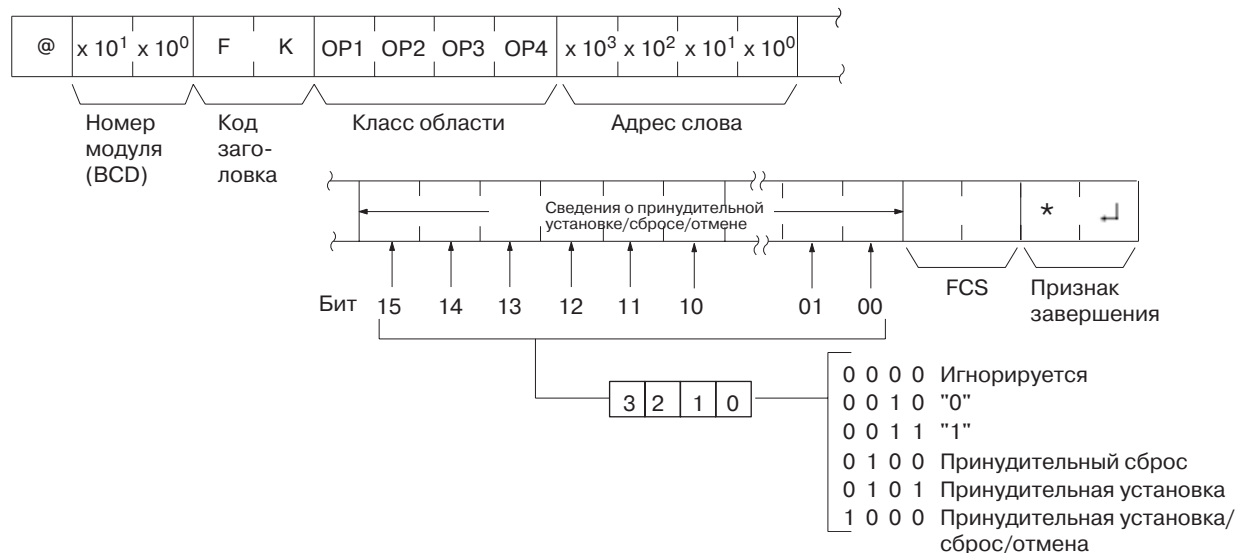 @ x 10¹ x 10⁰ F K OP1 OP2 OP3 OP4 x 10³ x 10² x 10¹ x 10⁰
Номер
модуля
(BCD)
Код
заго-
ловка
Класс области
Адрес слова
Сведения о принудительной
установке/сбросе/отмене
* ↵
Бит 15 14 13 12 11 10 01 00
FCS
Признак
завершения
3 2 1 0
0 0 0 0 Игнорируется
0 0 1 0 "0"
0 0 1 1 "1"
0 1 0 0 Принудительный сброс
0 1 0 1 Принудительная установка
1 0 0 0 Принудительная установка/
сброс/отмена